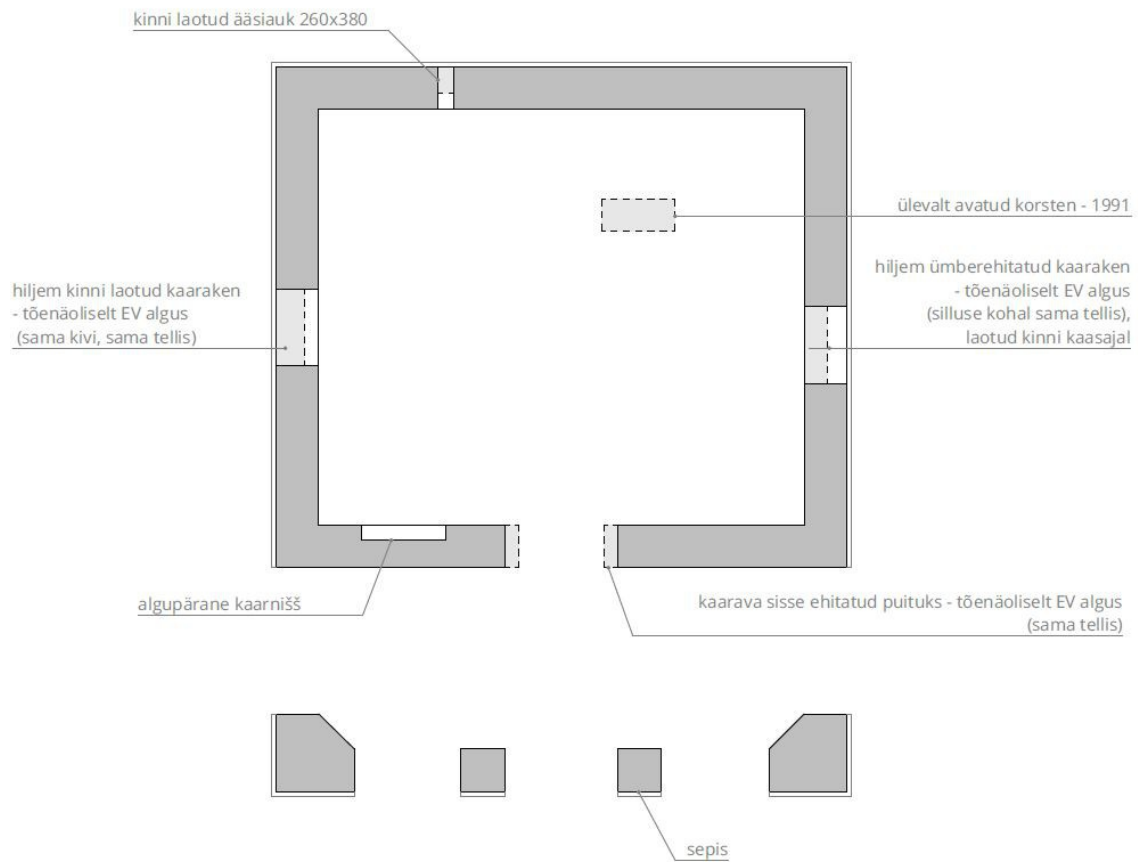 kinni laotud ääsiauk 260x380
ülevalt avatud korsten - 1991
hiljem ümberehitatud kaaraken
- tõenäoliselt EV algus
(silluse kohal sama tellis),
laotud kinni kaasajal
hiljem kinni laotud kaaraken
- tõenäoliselt EV algus
(sama kivi, sama tellis)
algupärane kaarnišš
kaarava sisse ehitatud puituks - tõenäoliselt EV algus
(sama tellis)
sepis